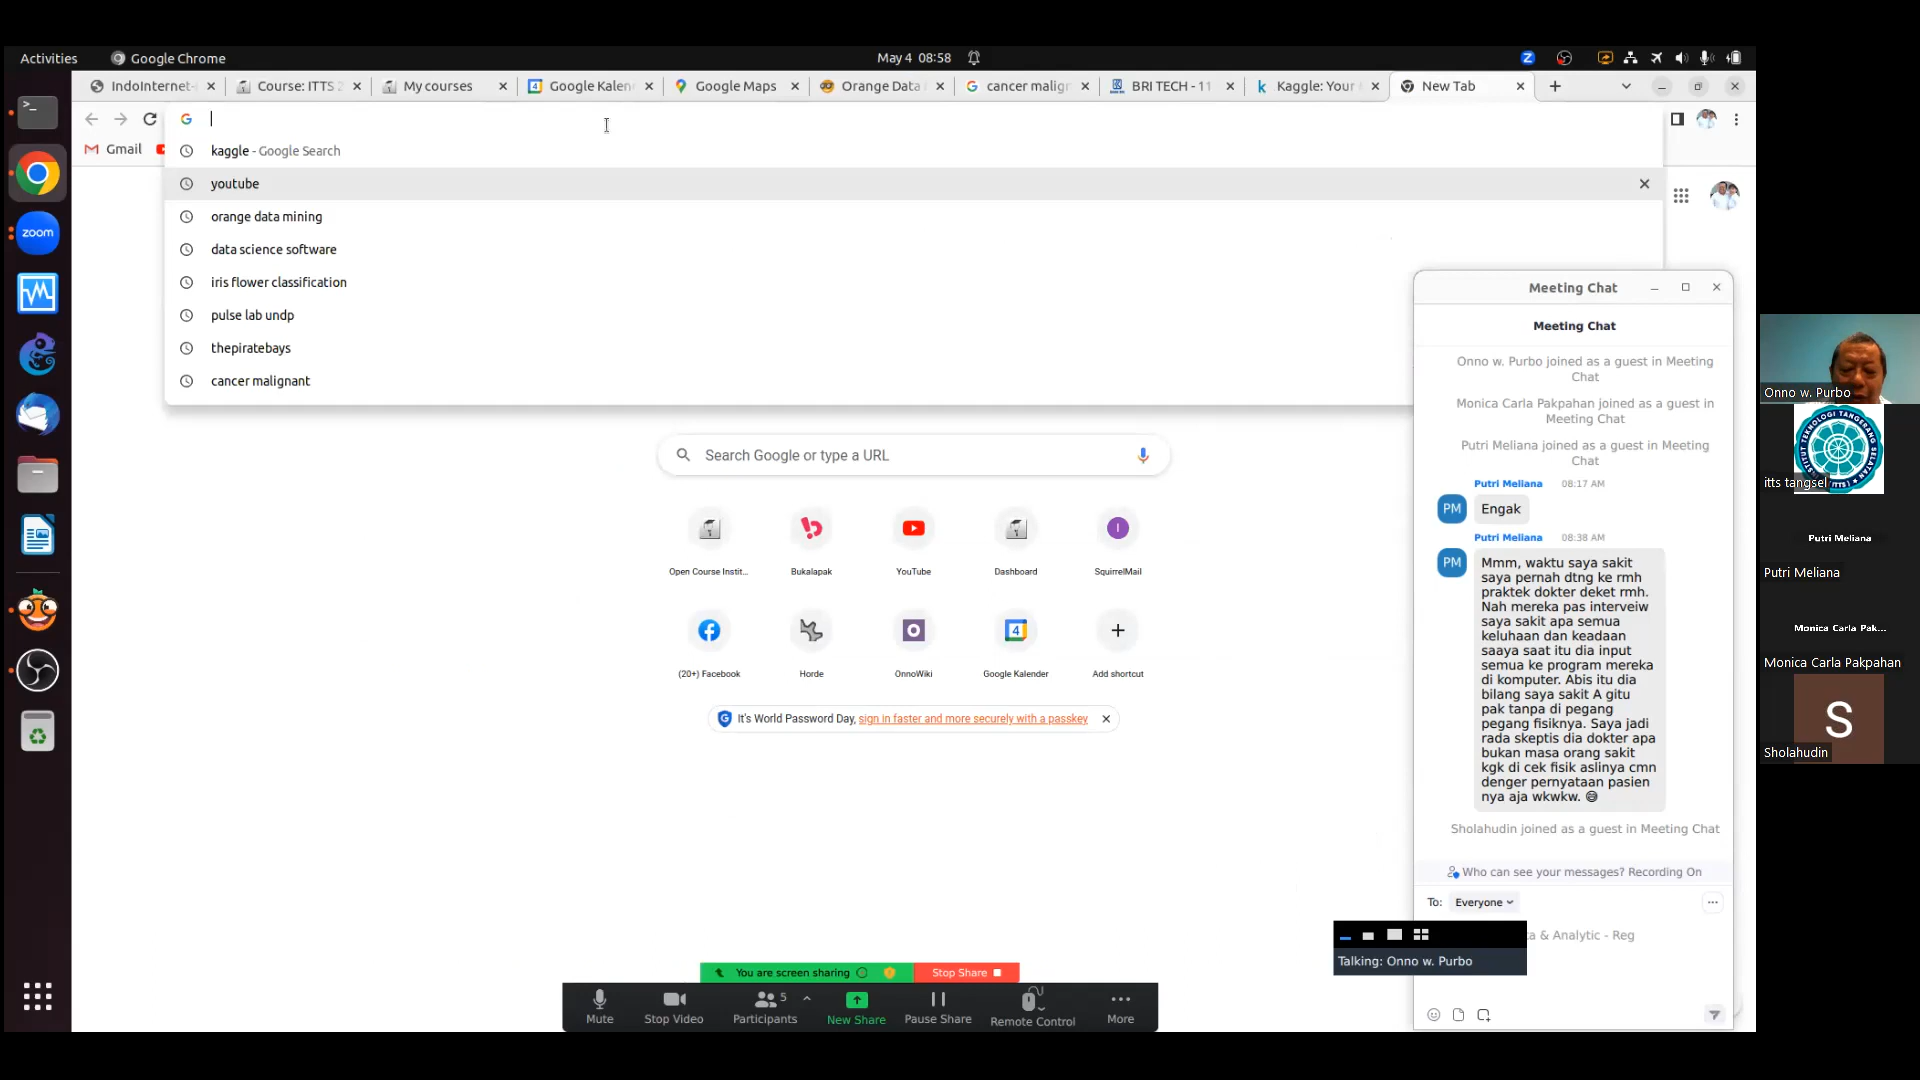 Activities
Google Chrome
May 4 08:58
IndoInternet-
Course: ITTS 2
My courses
Google Kalen
Google Maps
Orange Data
cancer malign
BRI TECH - 11
Kaggle: Your
New Tab
Gmail
kaggle - Google Search
youtube
orange data mining
data science software
iris flower classification
pulse lab undp
thepiratebays
cancer malignant
zoom
Search Google or type a URL
Open Course Instit...
Bukalapak
YouTube
Dashboard
I
SquirrelMail
(20+) Facebook
Horde
OnnoWiki
4
Google Kalender
Add shortcut
It's World Password Day, sign in faster and more securely with a passkey
Meeting Chat
Meeting Chat
Onno w. Purbo joined as a guest in Meeting
Chat
Monica Carla Pakpahan joined as a guest in
Meeting Chat
Putri Meliana joined as a guest in Meeting
Chat
Putri Meliana 08:17 AM
PM
Engak
Putri Meliana 08:38 AM
PM
Mmm, waktu saya sakit
saya pernah dtng ke rmh
praktek dokter deket rmh.
Nah mereka pas interveiw
saya sakit apa semua
keluhaan dan keadaan
saaya saat itu dia input
semua ke program mereka
di komputer. Abis itu dia
bilang saya sakit A gitu
pak tanpa di pegang
pegang fisiknya. Saya jadi
rada skeptis dia dokter apa
bukan masa orang sakit
kgk di cek fisik aslinya cmn
denger pernyataan pasien
nya aja wkwkw. 😅
Sholahudin joined as a guest in Meeting Chat
Who can see your messages? Recording On
To: Everyone
& Analytic - Reg
Talking: Onno w. Purbo
You are screen sharing
Stop Share
Mute
Stop Video
Participants
5
New Share
Pause Share
Remote Control
More
Onno w. Purbo
INSTITUT TEKNOLOGI TANGERANG SELATAN
ITTS
itts tangsel
Putri Meliana
Putri Meliana
Monica Carla Pak...
Monica Carla Pakpahan
S
Sholahudin